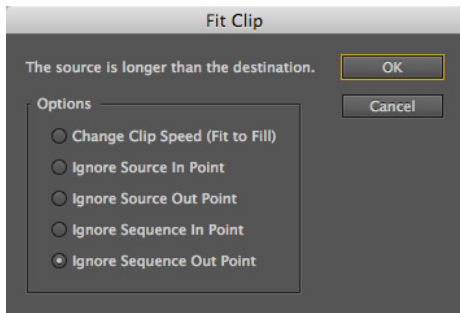 Fit Clip
The source is longer than the destination.
OK
Cancel
Options
Change Clip Speed (Fit to Fill)
Ignore Source In Point
Ignore Source Out Point
Ignore Sequence In Point
Ignore Sequence Out Point